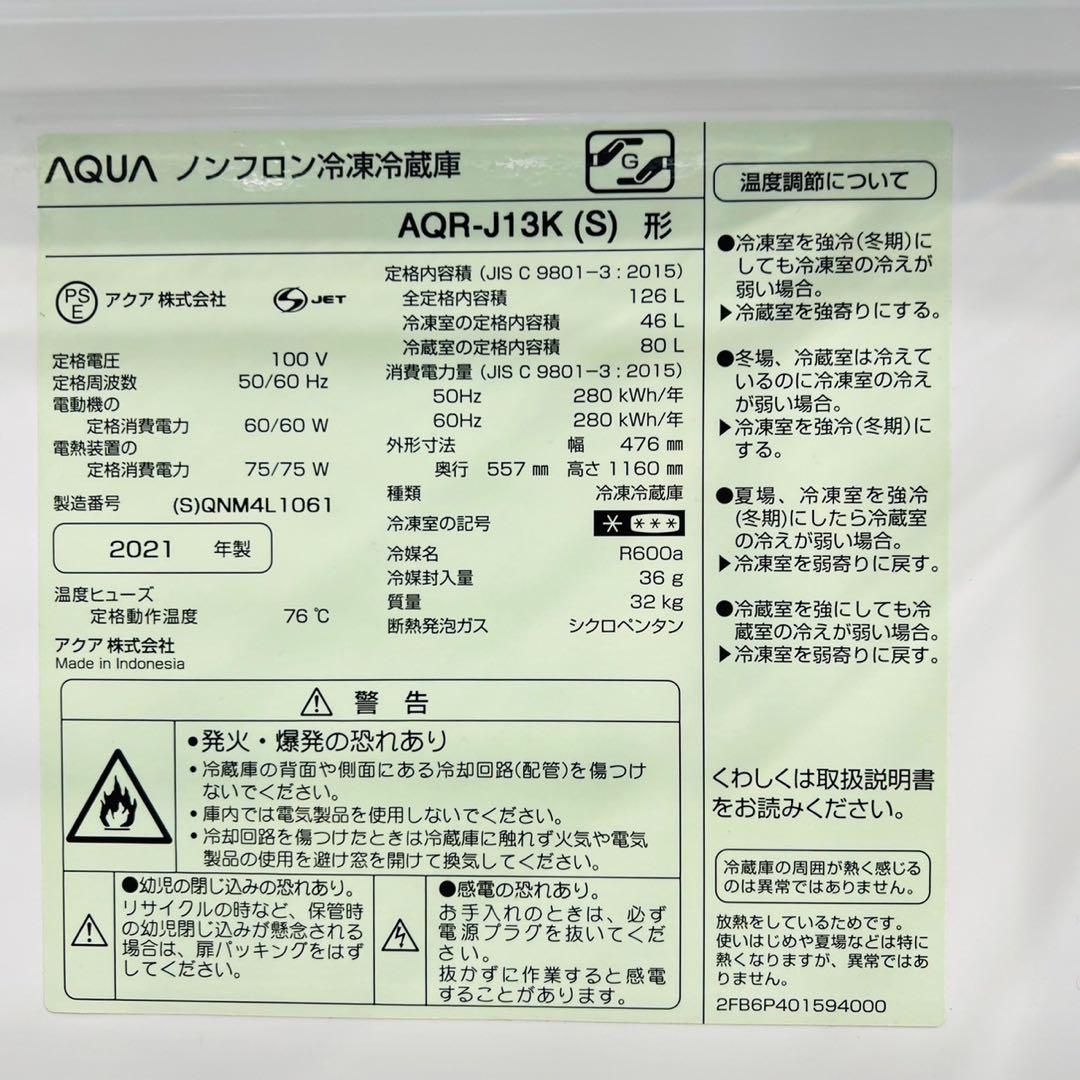 AQUA ノンフロン冷凍冷蔵庫
G
AQR-J13K (S) 形
PS
E
アクア 株式会社
S JET
定格電圧 100 V
定格周波数 50/60 Hz
電動機の
定格消費電力 60/60 W
電熱装置の
定格消費電力 75/75 W
製造番号 (S)QNM4L1061
2021 年製
温度ヒューズ
定格動作温度 76 ℃
アクア 株式会社
Made in Indonesia
定格内容積 (JIS C 9801-3 : 2015)
全定格内容積 126 L
冷凍室の定格内容積 46 L
冷蔵室の定格内容積 80 L
消費電力量 (JIS C 9801-3 : 2015)
50Hz 280 kWh/年
60Hz 280 kWh/年
外形寸法 幅 476 ㎜
奥行 557 ㎜ 高さ 1160 ㎜
種類 冷凍冷蔵庫
冷凍室の記号 * ***
冷媒名 R600a
冷媒封入量 36 g
質量 32 kg
断熱発泡ガス シクロペンタン
警 告
●発火・爆発の恐れあり
・冷蔵庫の背面や側面にある冷却回路(配管)を傷つけ
ないでください。
・庫内では電気製品を使用しないでください。
・冷却回路を傷つけたときは冷蔵庫に触れず火気や電気
製品の使用を避け窓を開けて換気してください。
●幼児の閉じ込みの恐れあり。
リサイクルの時など、保管時
の幼児閉じ込みが懸念される
場合は、扉パッキングをはず
してください。
●感電の恐れあり。
お手入れのときは、必ず
電源プラグを抜いてくだ
さい。
抜かずに作業すると感電
することがあります。
温度調節について
●冷凍室を強冷(冬期)に
しても冷凍室の冷えが
弱い場合。
▶冷蔵室を強寄りにする。
●冬場、冷蔵室は冷えて
いるのに冷凍室の冷え
が弱い場合。
▶冷凍室を強冷(冬期)に
する。
●夏場、冷凍室を強冷
(冬期)にしたら冷蔵室
の冷えが弱い場合。
▶冷凍室を弱寄りに戻す。
●冷蔵室を強にしても冷
蔵室の冷えが弱い場合。
▶冷凍室を弱寄りに戻す。
くわしくは取扱説明書
をお読みください。
冷蔵庫の周囲が熱く感じる
のは異常ではありません。
放熱をしているためです。
使いはじめや夏場などは特に
熱くなりますが、異常ではあ
りません。
2FB6P401594000